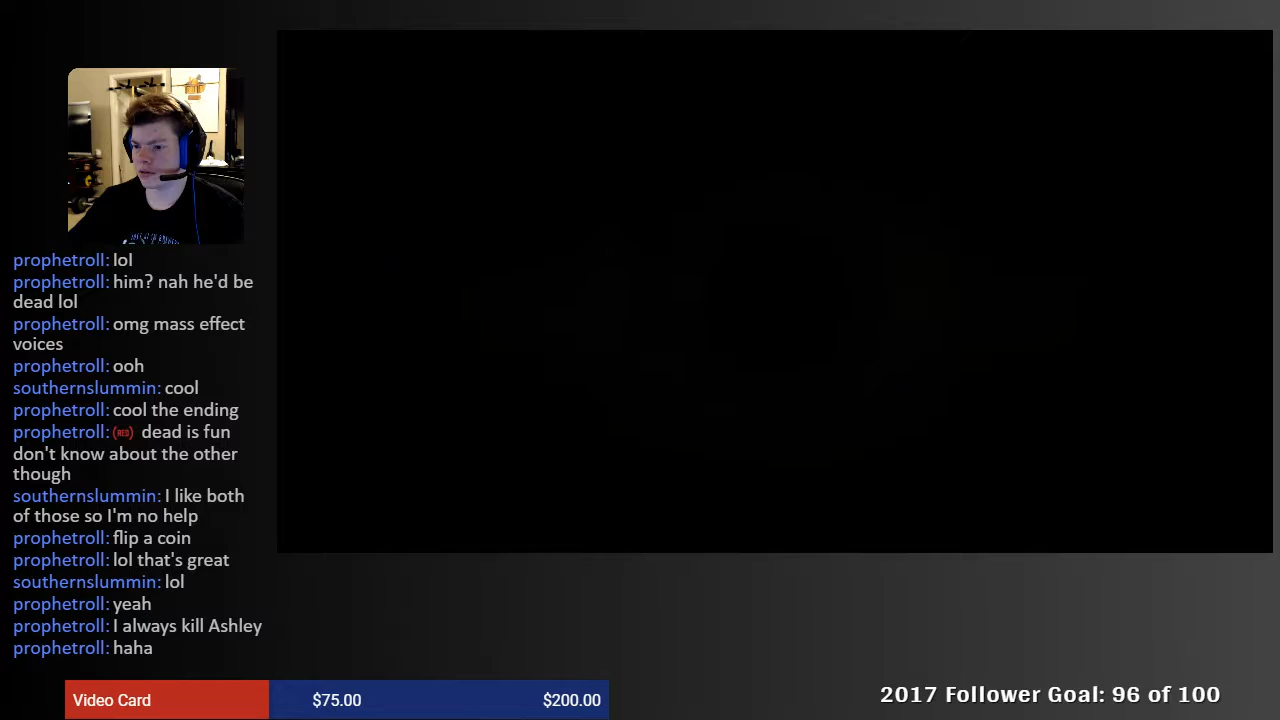 prophetroll: lol
prophetroll: him? nah he'd be
dead lol
prophetroll: omg mass effect
voices
prophetroll: ooh
southernslummin: cool
prophetroll: cool the ending
prophetroll: (RED) dead is fun
don't know about the other
though
southernslummin: I like both
of those so I'm no help
prophetroll: flip a coin
prophetroll: lol that's great
southernslummin: lol
prophetroll: yeah
prophetroll: I always kill Ashley
prophetroll: haha
Video Card $75.00 $200.00
2017 Follower Goal: 96 of 100